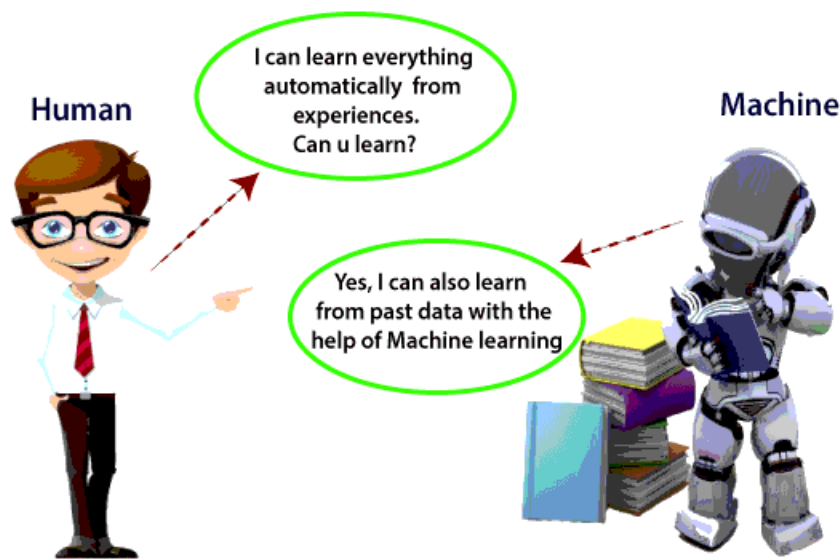 Human
I can learn everything
automatically from
experiences.
Can u learn?
Machine
Yes, I can also learn
from past data with the
help of Machine learning